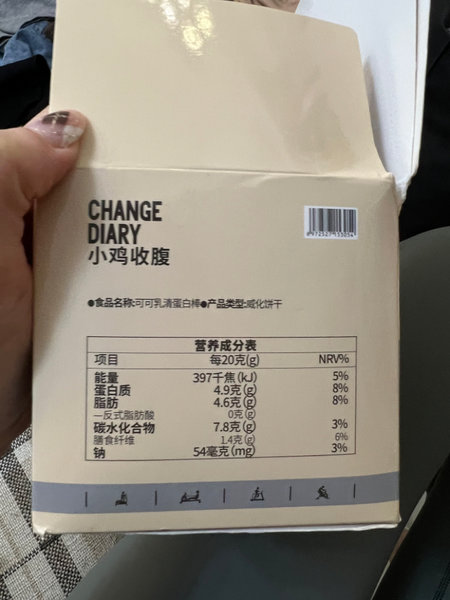 CHANGE
DIARY
小鸡收腹
●食品名称:可可乳清蛋白棒●产品类型:威化饼干
营养成分表
项目 每20克(g) NRV%
能量 397千焦(kJ) 5%
蛋白质 4.9克(g) 8%
脂肪 4.6克(g) 8%
—反式脂肪酸 0克(g)
碳水化合物 7.8克(g) 3%
膳食纤维 1.4克(g) 6%
钠 54毫克(mg) 3%